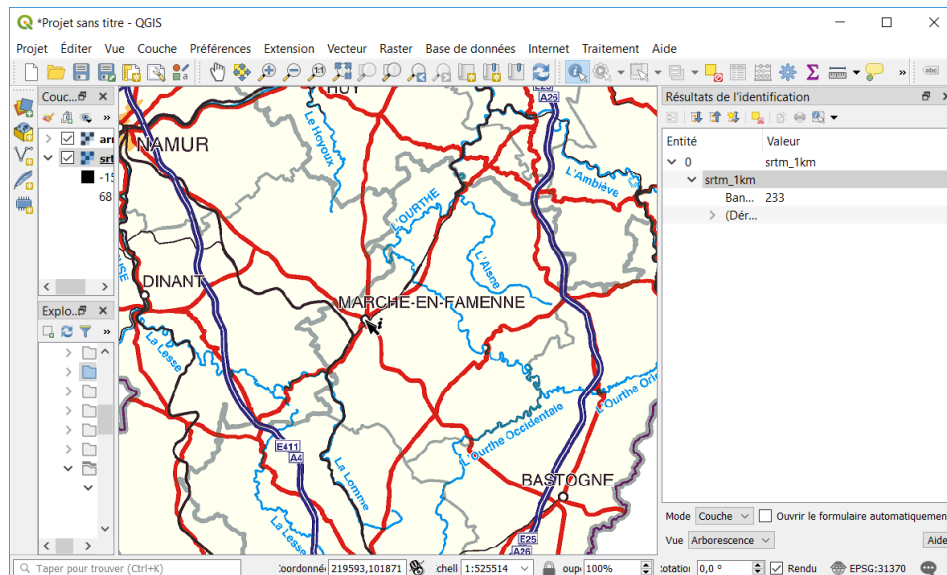 *Projet sans titre - QGIS
Projet Éditer Vue Couche Préférences Extension Vecteur Raster Base de données Internet Traitement Aide
abc
Couc...
arr
srt
-15
68
Explo...
HUY
A26
NAMUR
Le Hoyoux
L'Amblève
L'OURTHE
L'Aisne
DINANT
MARCHE-EN-FAMENNE
La Lesse
L'Ourthe Occidentale
L'Ourthe Ori
E411
A4
La Lomme
La Lesse
BASTOGNE
E25
A26
Résultats de l'identification
Entité Valeur
0 srtm_1km
srtm_1km
Ban... 233
(Dér...
Mode Couche Ouvrir le formulaire automatiquemen
Vue Arborescence Aide
Taper pour trouver (Ctrl+K) :oordonné 219593,101871 chell 1:525514 oup 100% otatio 0,0 ° Rendu EPSG:31370